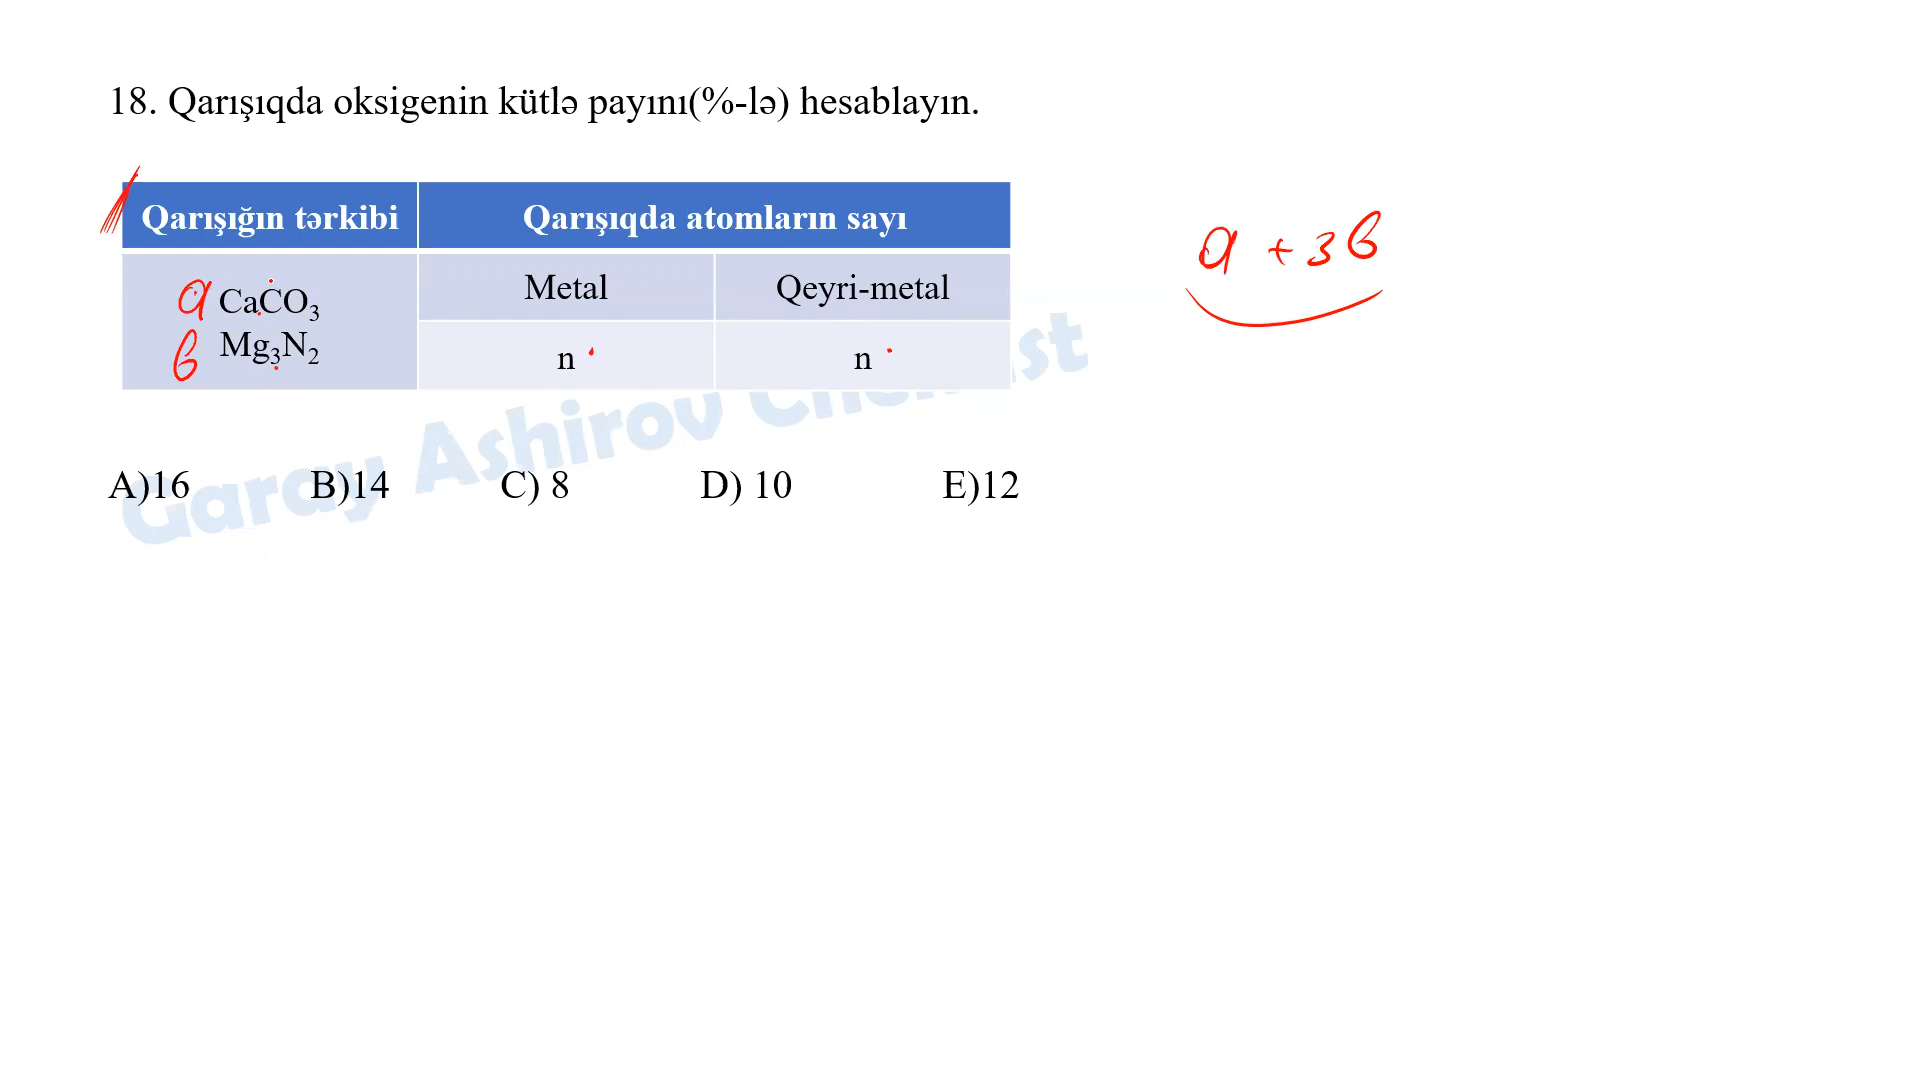 18. Qarışıqda oksigenin kütlə payını(%-lə) hesablayın.
Qarışığın tərkibi Qarışıqda atomların sayı
a CaCO₃ Metal Qeyri-metal
b Mg₃N₂ n n
a + 3b
Garay Ashirov Chemist
A)16 B)14 C) 8 D) 10 E)12